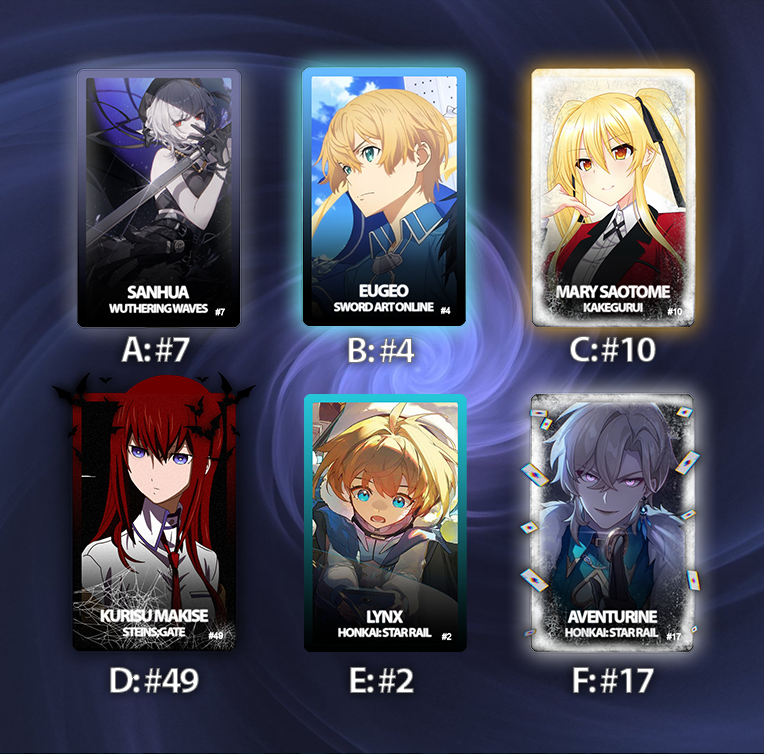 SANHUA
WUTHERING WAVES #7
A: #7
EUGEO
SWORD ART ONLINE #4
B: #4
MARY SAOTOME
KAKEGURUI #10
C: #10
KURISU MAKISE
STEINS;GATE #49
D: #49
LYNX
HONKAI: STAR RAIL #2
E: #2
AVENTURINE
HONKAI: STAR RAIL #17
F: #17